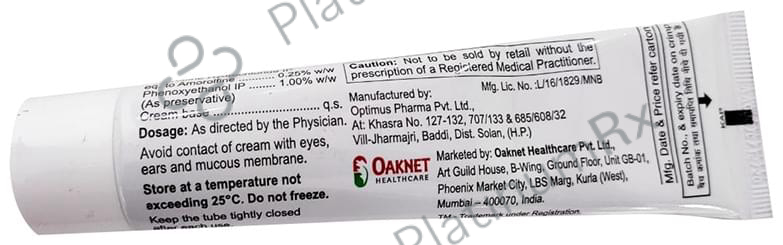 eq. to Amorolfine ........ 0.25% w/w
Phenoxyethanol IP ........ 1.00% w/w
(As preservative)
Cream base ........................ q.s.
Dosage: As directed by the Physician.
Avoid contact of cream with eyes,
ears and mucous membrane.
Store at a temperature not
exceeding 25°C. Do not freeze.
Keep the tube tightly closed
after each use.
Caution: Not to be sold by retail without the
prescription of a Registered Medical Practitioner.
Mfg. Lic. No.:L/16/1829/MNB
Manufactured by:
Optimus Pharma Pvt. Ltd.,
At: Khasra No. 127-132, 707/133 & 685/608/32
Vill-Jharmajri, Baddi, Dist. Solan, (H.P.)
OAKNET
HEALTHCARE
Marketed by: Oaknet Healthcare Pvt. Ltd.,
Art Guild House, B-Wing, Ground Floor, Unit GB-01,
Phoenix Market City, LBS Marg, Kurla (West),
Mumbai – 400070, India.
TM - Trademark under Registration
Mfg. Date & Price refer carton
Batch No., & expiry date on crimp
KAP